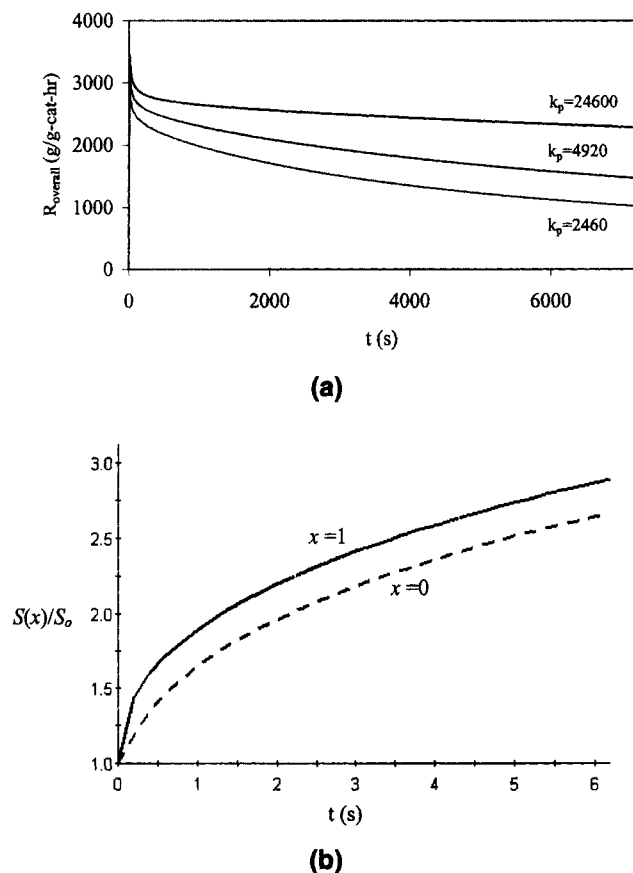 4000
3000
2000
1000
0
R_overall (g/g-cat-hr)
k_p=24600
k_p=4920
k_p=2460
0 2000 4000 6000
t (s)
(a)
3.0
2.5
2.0
1.5
1.0
S(x)/S_o
x=1
x=0
0 1 2 3 4 5 6
t (s)
(b)